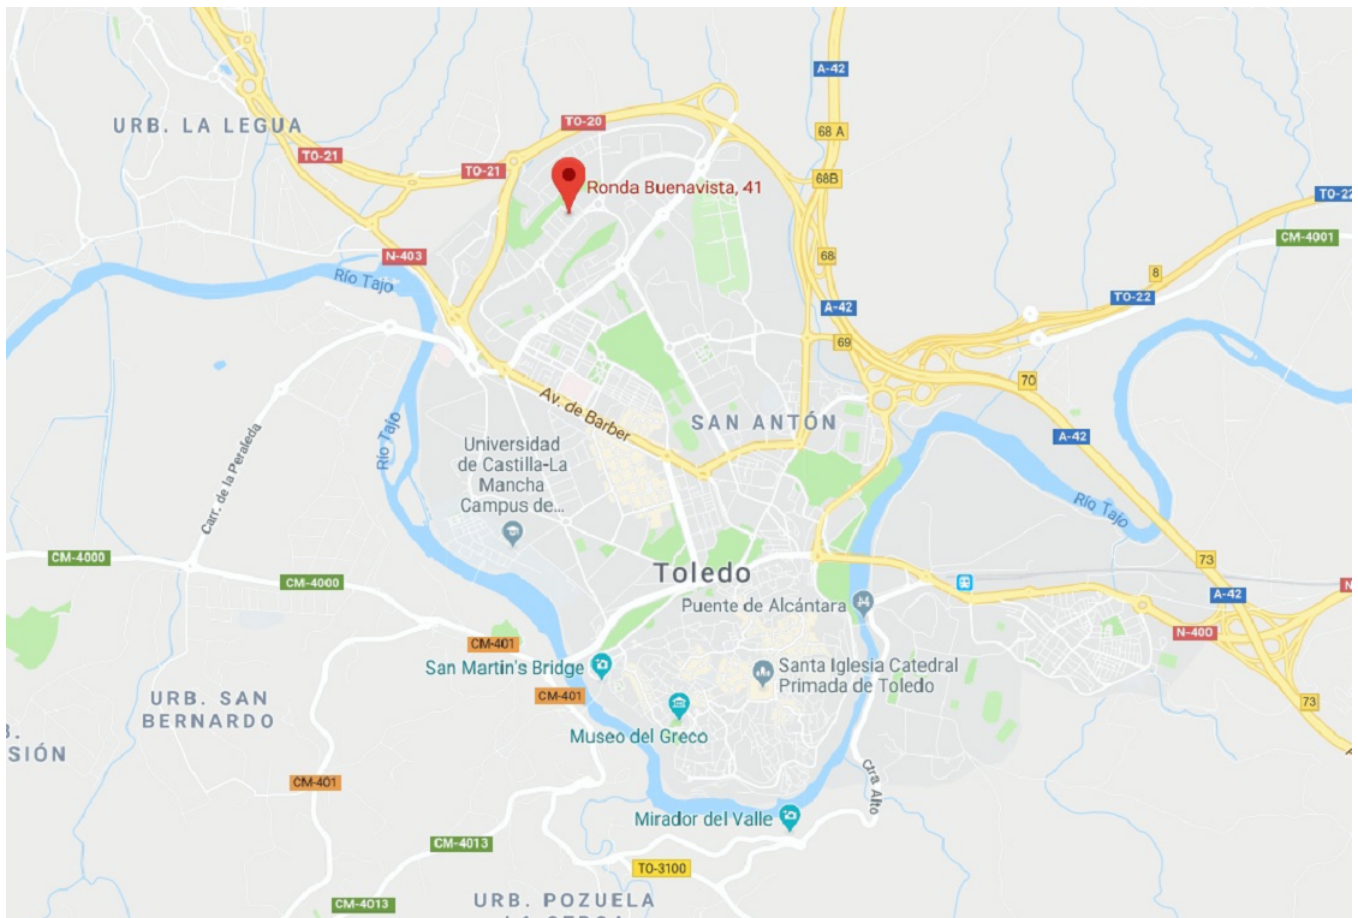 A-42
TO-20
URB. LA LEGUA
68 A
TO-21
TO-21
68B
Ronda Buenavista, 41
TO-22
CM-4001
N-403
68
8
Río Tajo
TO-22
A-42
69
70
Av. de Barber
SAN ANTÓN
A-42
Río Tajo
Universidad
de Castilla-La
Mancha
Campus de...
Carr. de la Peraleda
Río Tajo
CM-4000
73
CM-4000
Toledo
A-42
N
Puente de Alcántara
N-400
CM-401
San Martin's Bridge
Santa Iglesia Catedral
Primada de Toledo
CM-401
URB. SAN
BERNARDO
73
SIÓN
Museo del Greco
CM-401
Ctra. Alto
Mirador del Valle
CM-4013
TO-3100
CM-4013
URB. POZUELA